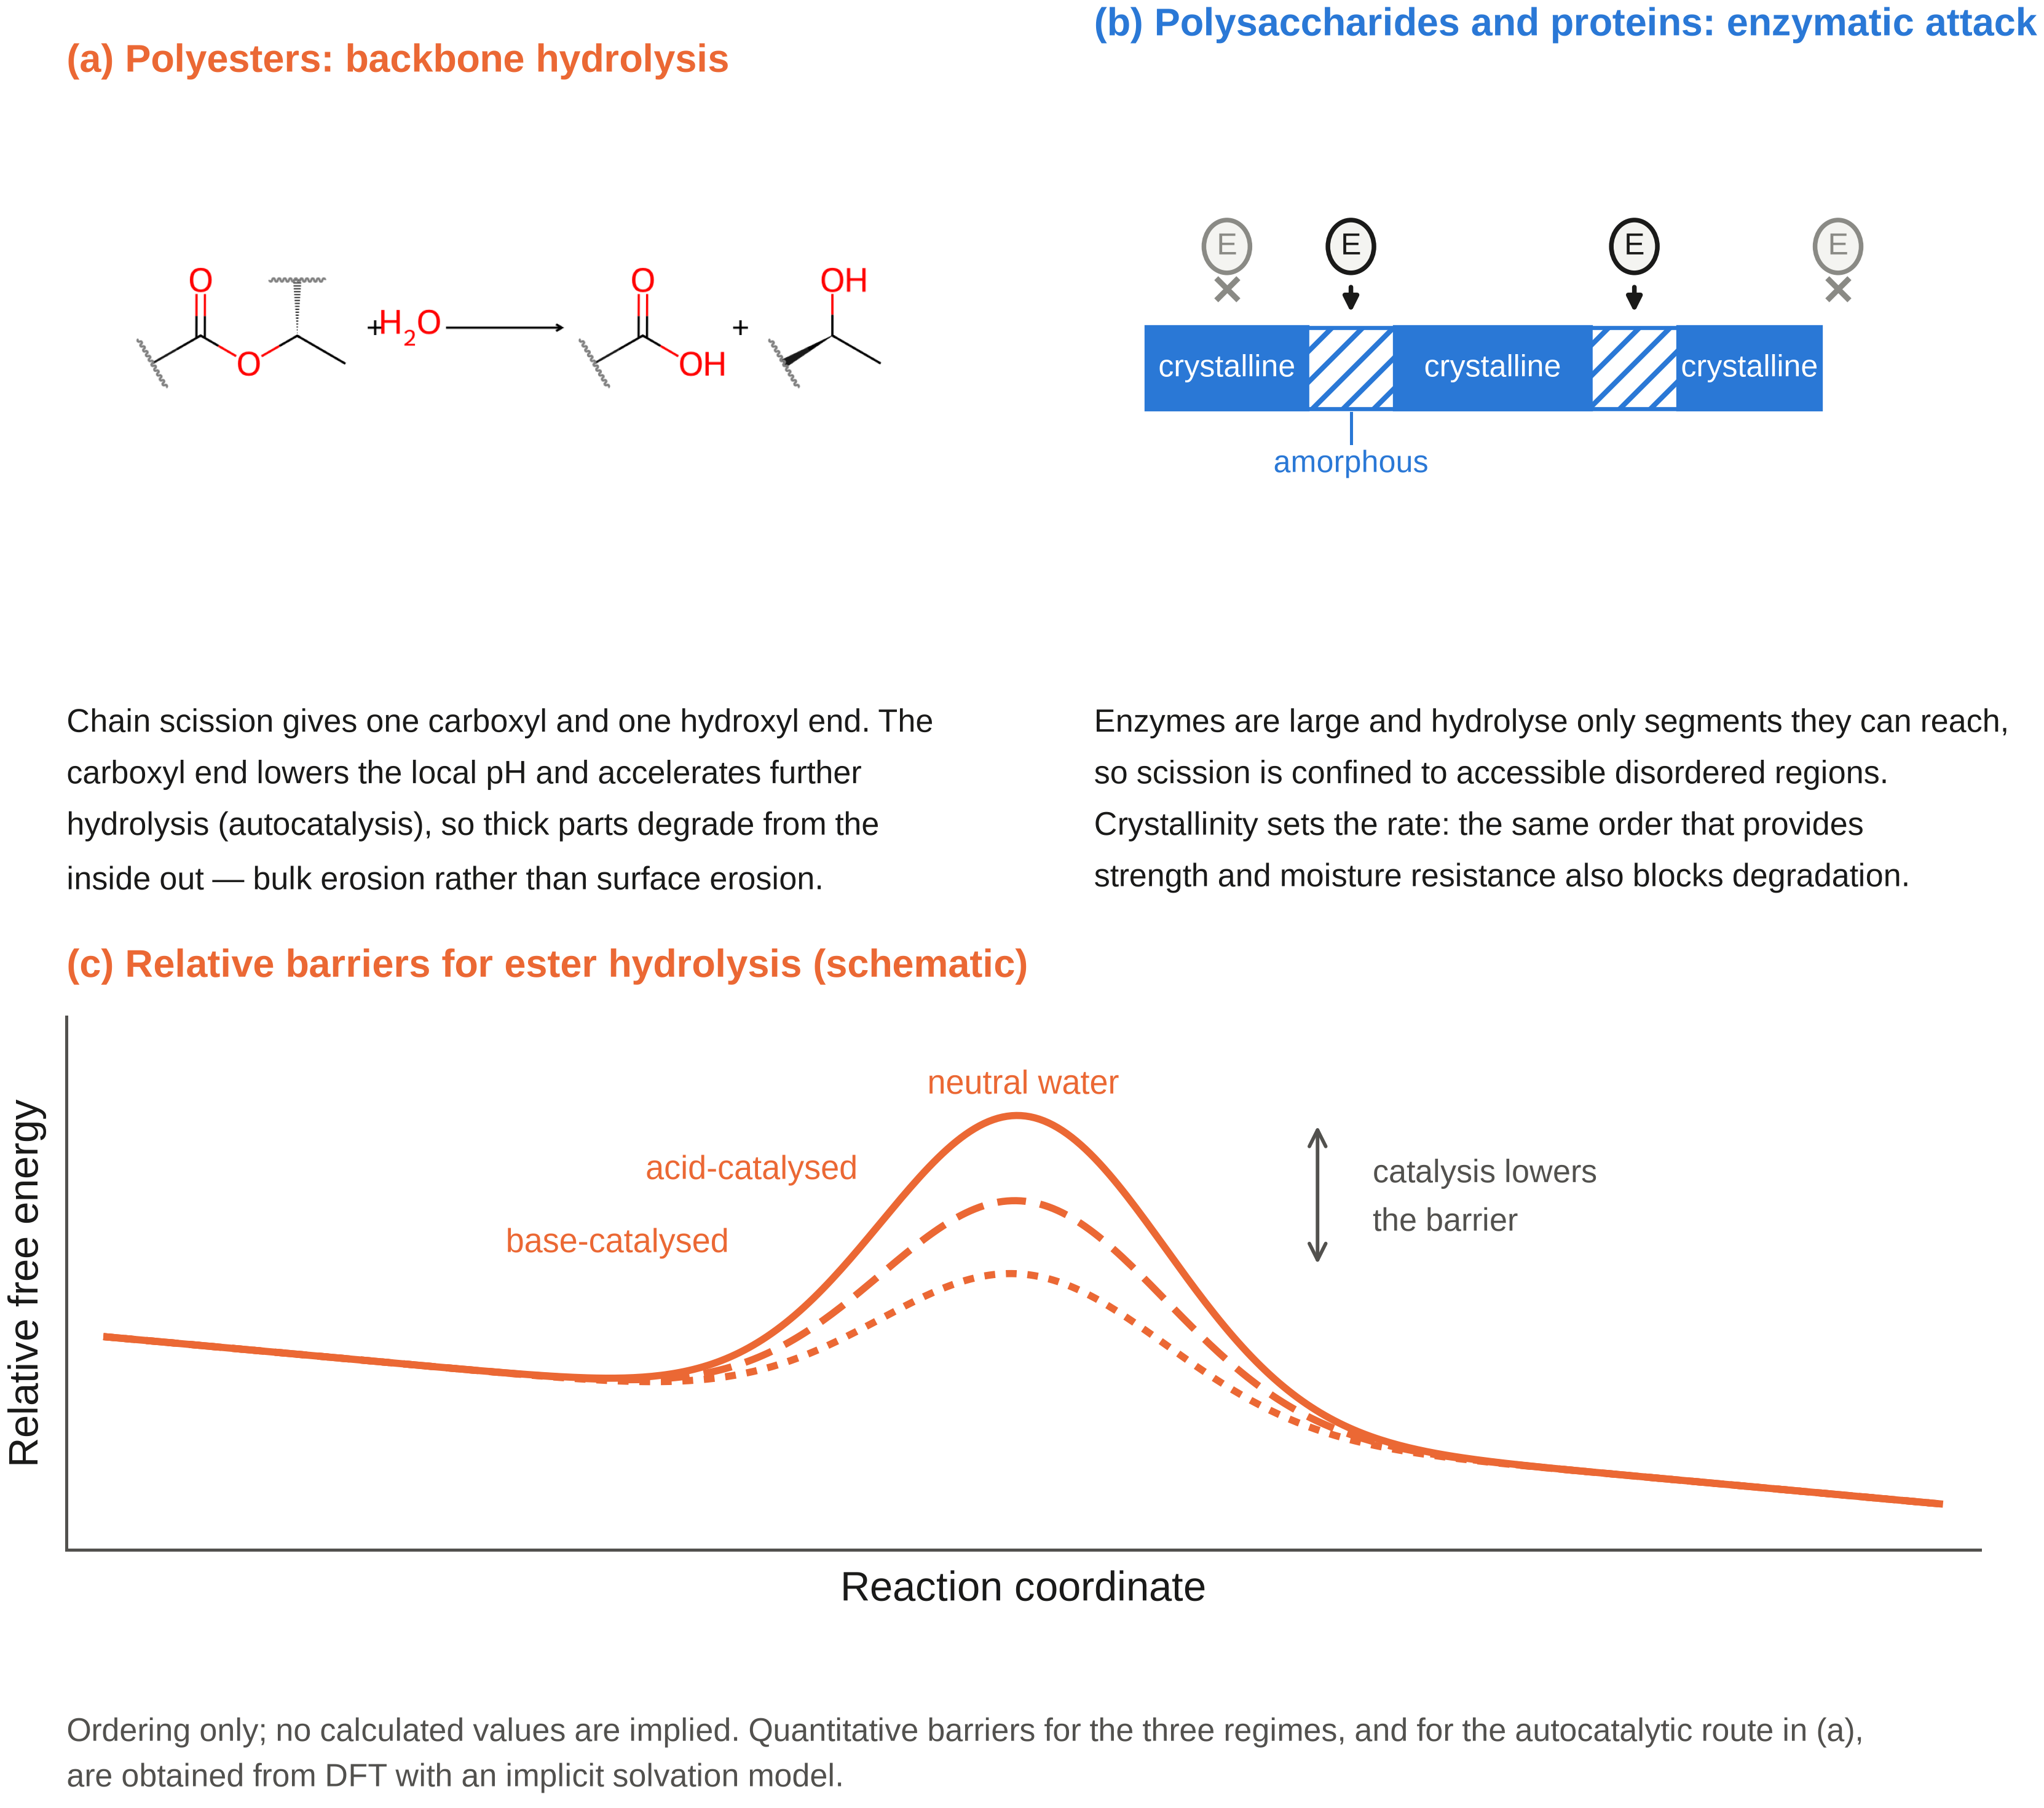 (a) Polyesters: backbone hydrolysis
O
O
+
H2O
O
OH
+
OH
Chain scission gives one carboxyl and one hydroxyl end. The
carboxyl end lowers the local pH and accelerates further
hydrolysis (autocatalysis), so thick parts degrade from the
inside out — bulk erosion rather than surface erosion.
(b) Polysaccharides and proteins: enzymatic attack
E
E
E
E
crystalline
crystalline
crystalline
amorphous
Enzymes are large and hydrolyse only segments they can reach,
so scission is confined to accessible disordered regions.
Crystallinity sets the rate: the same order that provides
strength and moisture resistance also blocks degradation.
(c) Relative barriers for ester hydrolysis (schematic)
Relative free energy
neutral water
acid-catalysed
base-catalysed
catalysis lowers
the barrier
Reaction coordinate
Ordering only; no calculated values are implied. Quantitative barriers for the three regimes, and for the autocatalytic route in (a),
are obtained from DFT with an implicit solvation model.